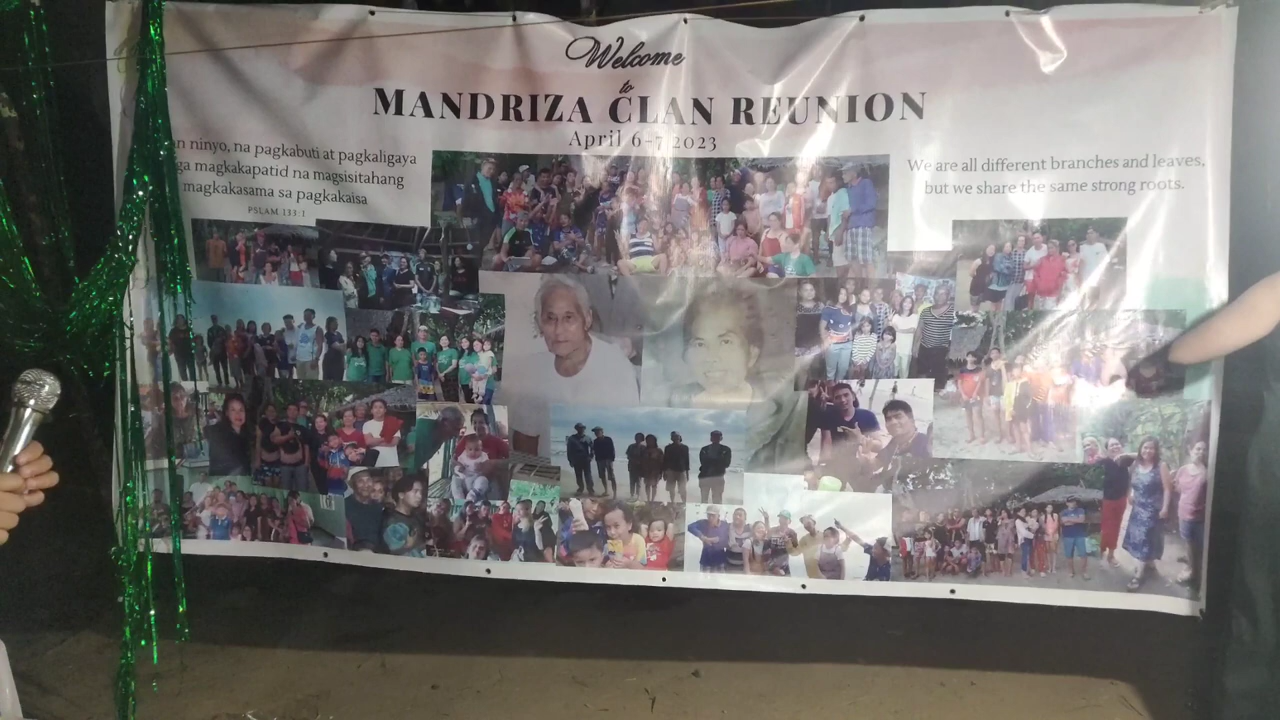 Welcome
to
MANDRIZA CLAN REUNION
April 6-7 2023
ninyo, na pagkabuti at pagkaligaya
magkakapatid na magsisitahang
magkakasama sa pagkakaisa
PSLAM 133:1
We are all different branches and leaves,
but we share the same strong roots.